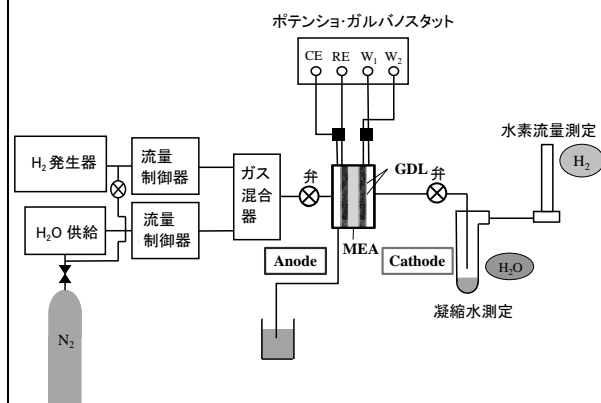 ポテンショ･ガルバノスタット
CE RE W₁ W₂
水素流量測定
H₂
H₂ 発生器
流量
制御器
ガス
混合
器
弁
GDL
弁
H₂O 供給
流量
制御器
Anode
MEA
Cathode
H₂O
凝縮水測定
N₂